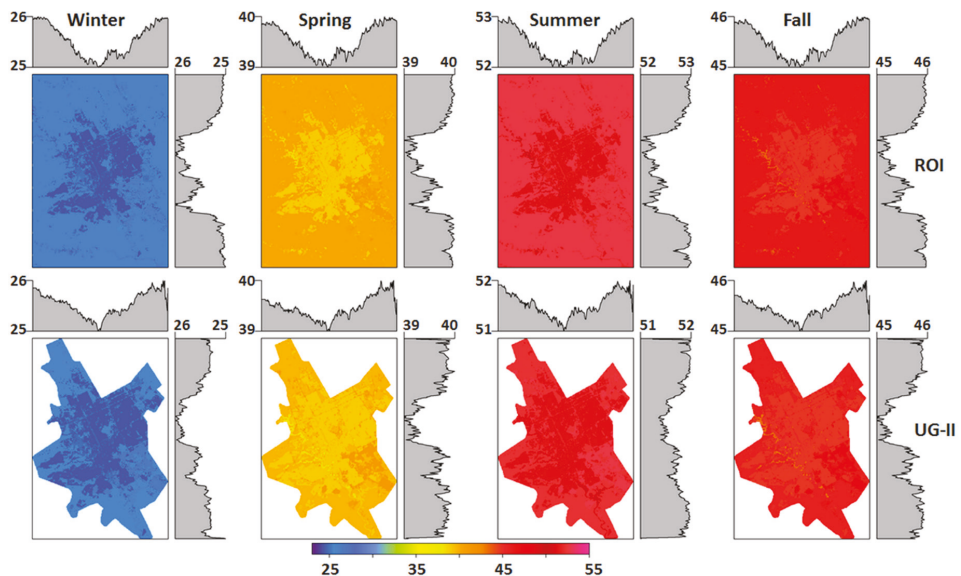 Winter Spring Summer Fall
26 40 53 46
25 39 52 45
26 25 39 40 52 53 45 46
ROI
26 40 52 46
25 39 51 45
26 25 39 40 51 52 45 46
UG-II
25 35 45 55